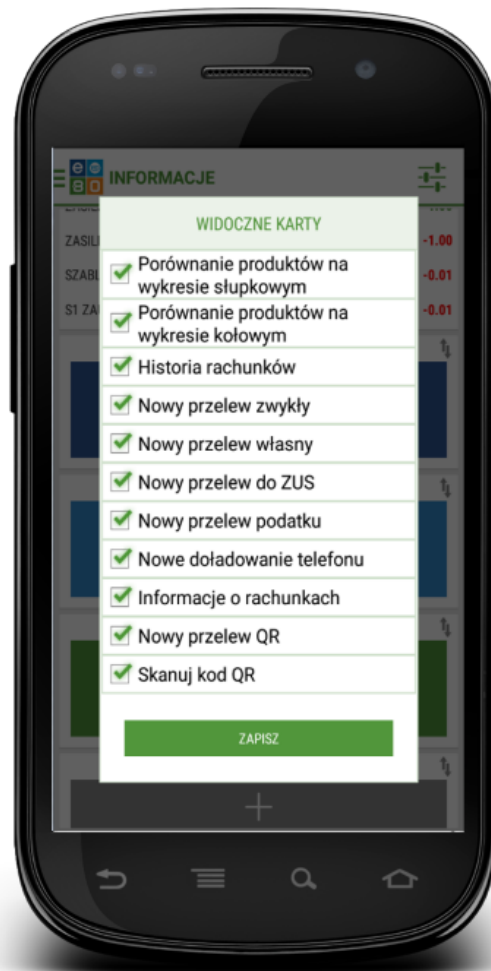 e m
B O INFORMACJE
WIDOCZNE KARTY
ZASIL -1.00
SZABL -0.01
S1 ZA -0.01
Porównanie produktów na
wykresie słupkowym
Porównanie produktów na
wykresie kołowym
Historia rachunków
Nowy przelew zwykły
Nowy przelew własny
Nowy przelew do ZUS
Nowy przelew podatku
Nowe doładowanie telefonu
Informacje o rachunkach
Nowy przelew QR
Skanuj kod QR
ZAPISZ